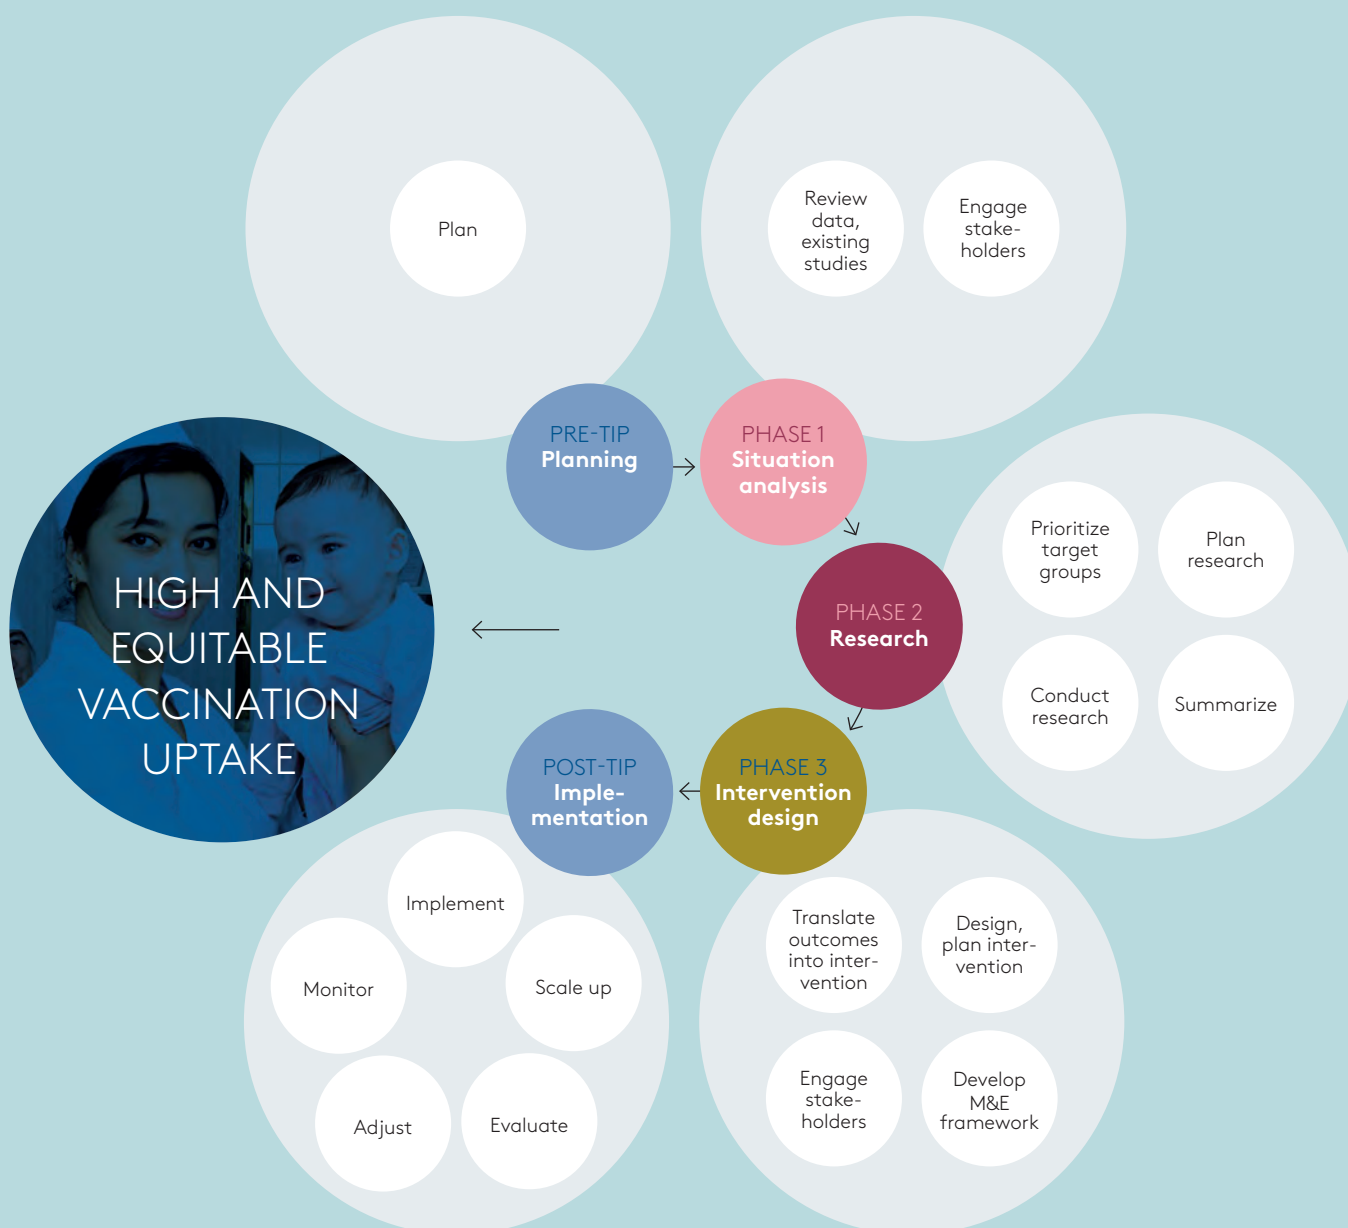 Plan
Review
data,
existing
studies
Engage
stake-
holders
PRE-TIP
Planning
PHASE 1
Situation
analysis
Prioritize
target
groups
Plan
research
Conduct
research
Summarize
PHASE 2
Research
HIGH AND
EQUITABLE
VACCINATION
UPTAKE
POST-TIP
Imple-
mentation
PHASE 3
Intervention
design
Implement
Monitor
Scale up
Adjust
Evaluate
Translate
outcomes
into inter-
vention
Design,
plan inter-
vention
Engage
stake-
holders
Develop
M&E
framework